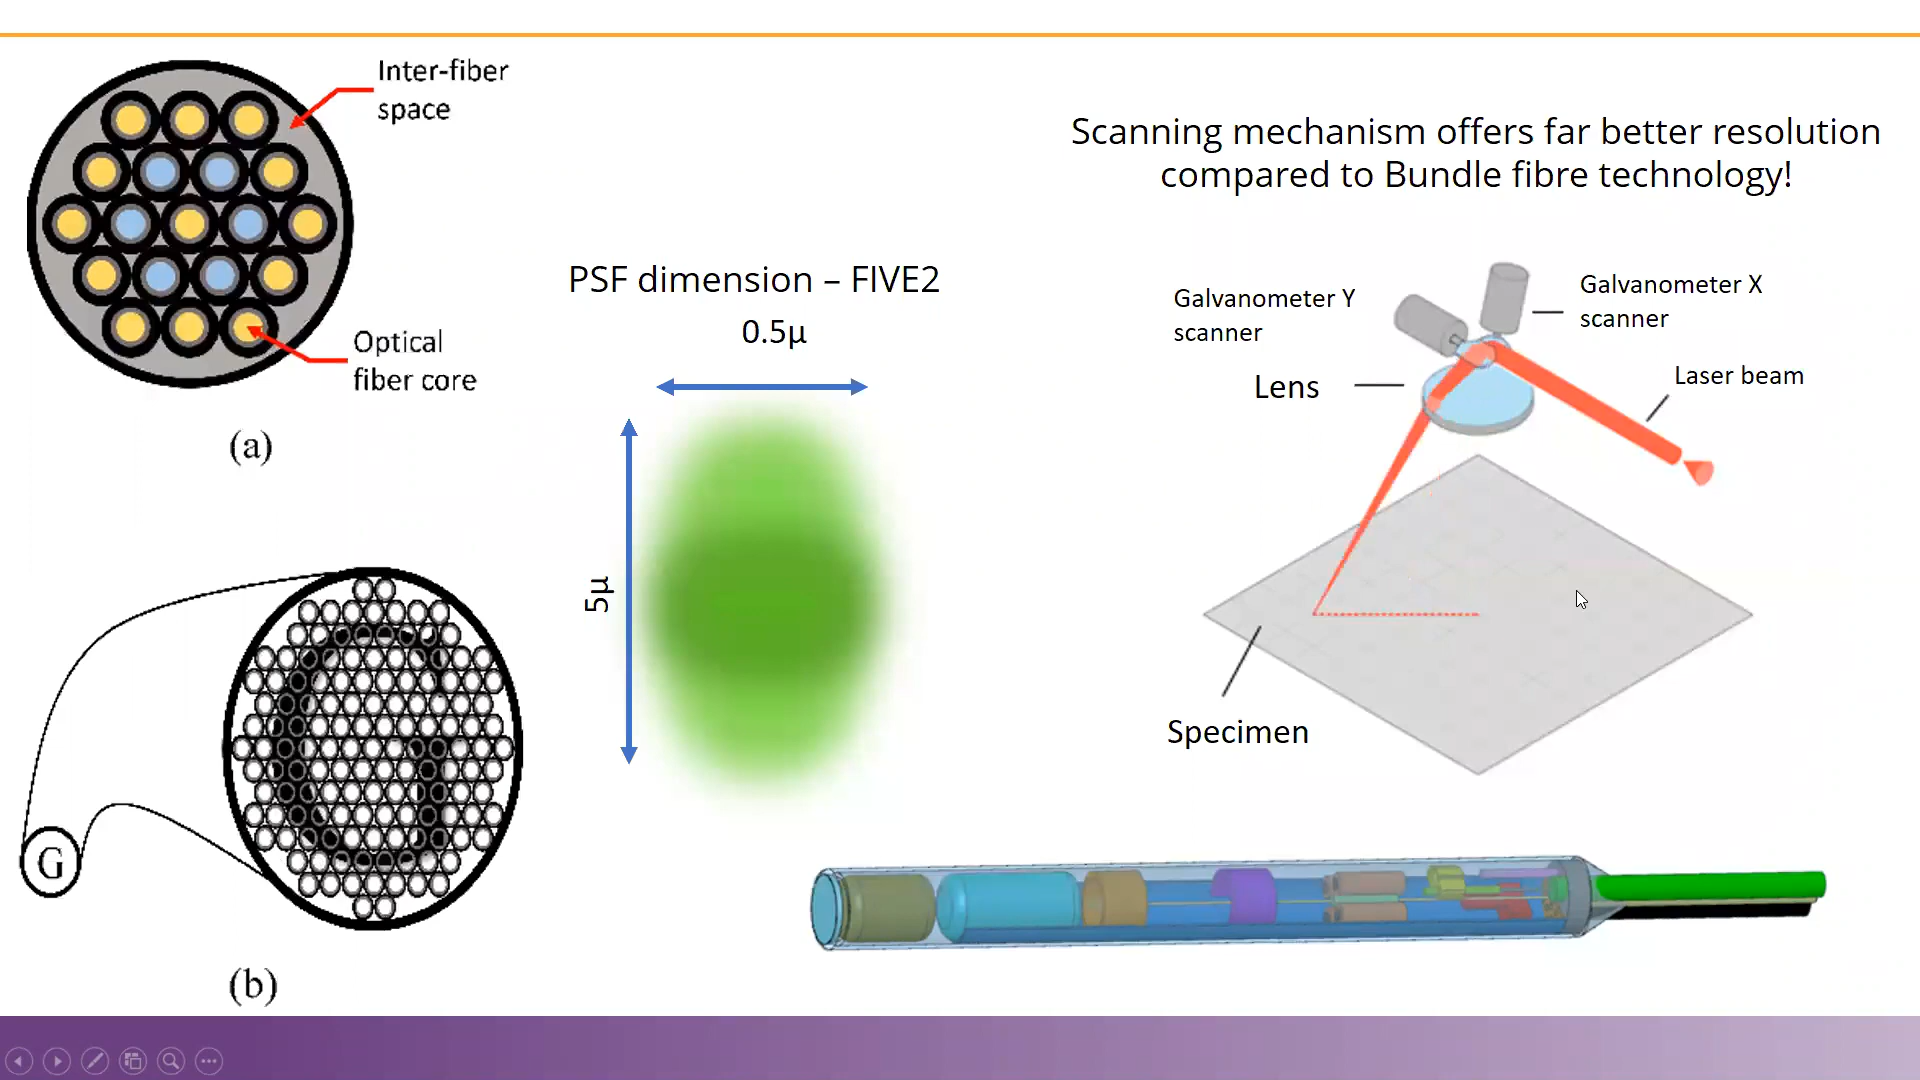 Inter-fiber
space
Optical
fiber core
(a)
G
(b)
PSF dimension – FIVE2
0.5µ
5µ
Scanning mechanism offers far better resolution
compared to Bundle fibre technology!
Galvanometer Y
scanner
Galvanometer X
scanner
Lens
Laser beam
Specimen